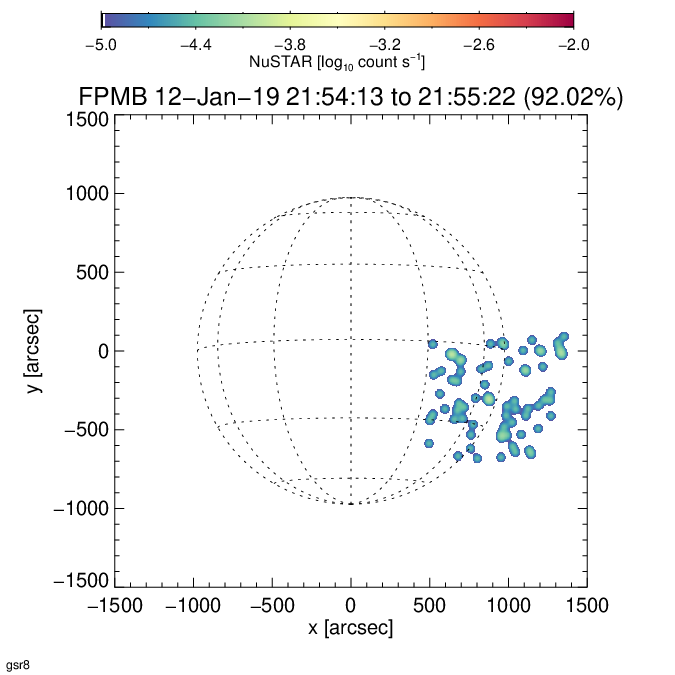 −5.0 −4.4 −3.8 −3.2 −2.6 −2.0
NuSTAR [log₁₀ count s⁻¹]
FPMB 12−Jan−19 21:54:13 to 21:55:22 (92.02%)
1500
1000
500
0
−500
−1000
−1500
y [arcsec]
−1500 −1000 −500 0 500 1000 1500
x [arcsec]
gsr8